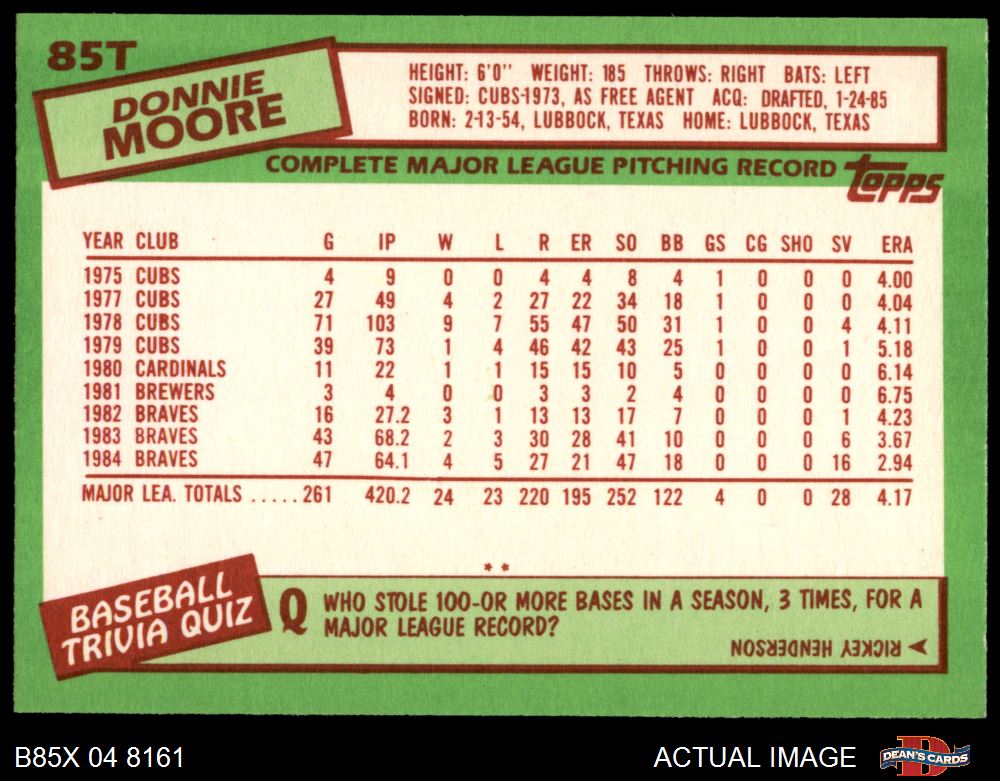 85T
DONNIE
MOORE
HEIGHT: 6'0" WEIGHT: 185 THROWS: RIGHT BATS: LEFT
SIGNED: CUBS-1973, AS FREE AGENT ACQ: DRAFTED, 1-24-85
BORN: 2-13-54, LUBBOCK, TEXAS HOME: LUBBOCK, TEXAS
COMPLETE MAJOR LEAGUE PITCHING RECORD
TOPPS
YEAR CLUB G IP W L R ER SO BB GS CG SHO SV ERA
1975 CUBS 4 9 0 0 4 4 8 4 1 0 0 0 4.00
1977 CUBS 27 49 4 2 27 22 34 18 1 0 0 0 4.04
1978 CUBS 71 103 9 7 55 47 50 31 1 0 0 4 4.11
1979 CUBS 39 73 1 4 46 42 43 25 1 0 0 1 5.18
1980 CARDINALS 11 22 1 1 15 15 10 5 0 0 0 0 6.14
1981 BREWERS 3 4 0 0 3 3 2 4 0 0 0 0 6.75
1982 BRAVES 16 27.2 3 1 13 13 17 7 0 0 0 1 4.23
1983 BRAVES 43 68.2 2 3 30 28 41 10 0 0 0 6 3.67
1984 BRAVES 47 64.1 4 5 27 21 47 18 0 0 0 16 2.94
MAJOR LEA. TOTALS ..... 261 420.2 24 23 220 195 252 122 4 0 0 28 4.17
**
BASEBALL
TRIVIA QUIZ
Q WHO STOLE 100-OR MORE BASES IN A SEASON, 3 TIMES, FOR A
MAJOR LEAGUE RECORD?
RICKEY HENDERSON
B85X 04 8161
ACTUAL IMAGE
DEAN'S CARDS